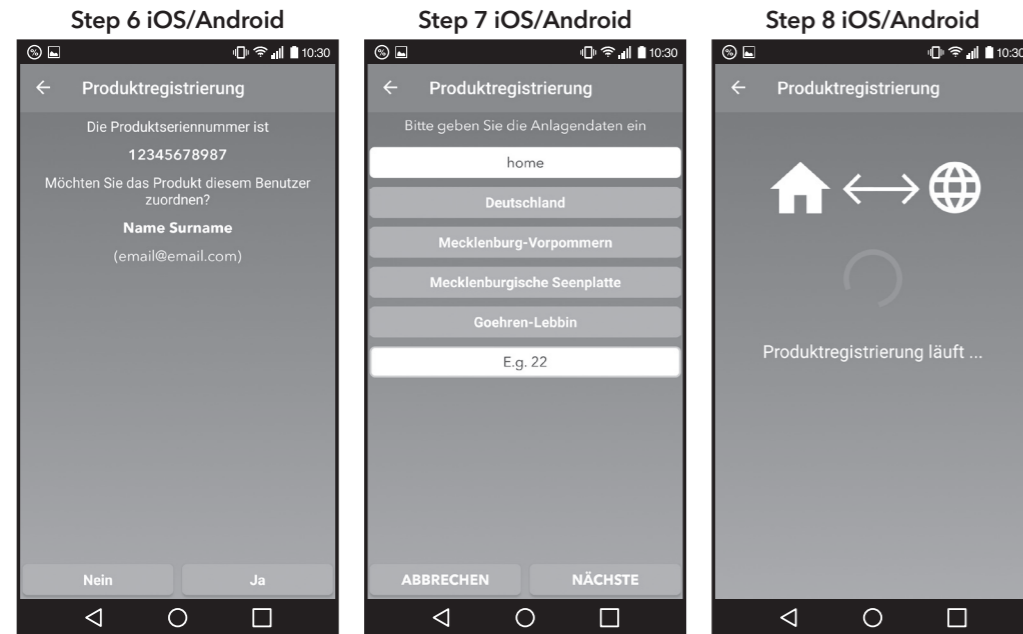 Step 6 iOS/Android
10:30
Produktregistrierung
Die Produktseriennummer ist
12345678987
Möchten Sie das Produkt diesem Benutzer
zuordnen?
Name Surname
(email@email.com)
Nein
Ja
Step 7 iOS/Android
10:30
Produktregistrierung
Bitte geben Sie die Anlagendaten ein
home
Deutschland
Mecklenburg-Vorpommern
Mecklenburgische Seenplatte
Goehren-Lebbin
E.g. 22
ABBRECHEN
NÄCHSTE
Step 8 iOS/Android
10:30
Produktregistrierung
Produktregistrierung läuft ...